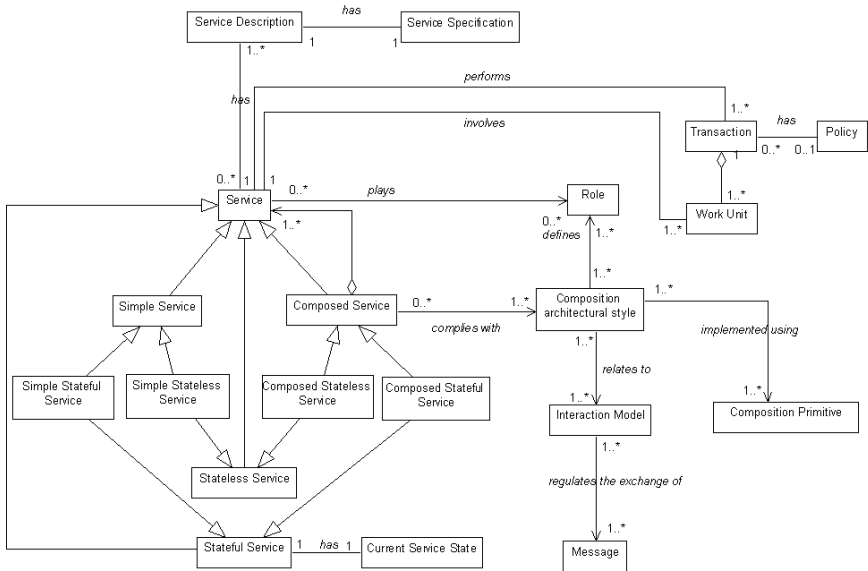 Service Description
has
Service Specification
1..*
1
1
performs
has
1..*
involves
Transaction
has
Policy
1
0..*
0..1
0..*
1
1
0..*
plays
Role
1..*
Service
1..*
0..*
1..*
Work Unit
defines
1..*
1..*
Simple Service
Composed Service
0..*
1..*
Composition
architectural style
1..*
complies with
1..*
implemented using
relates to
Simple Stateful
Service
Simple Stateless
Service
Composed Stateless
Service
Composed Stateful
Service
1..*
1..*
Interaction Model
Composition Primitive
1..*
Stateless Service
regulates the exchange of
1..*
Stateful Service
1
has
1
Current Service State
Message